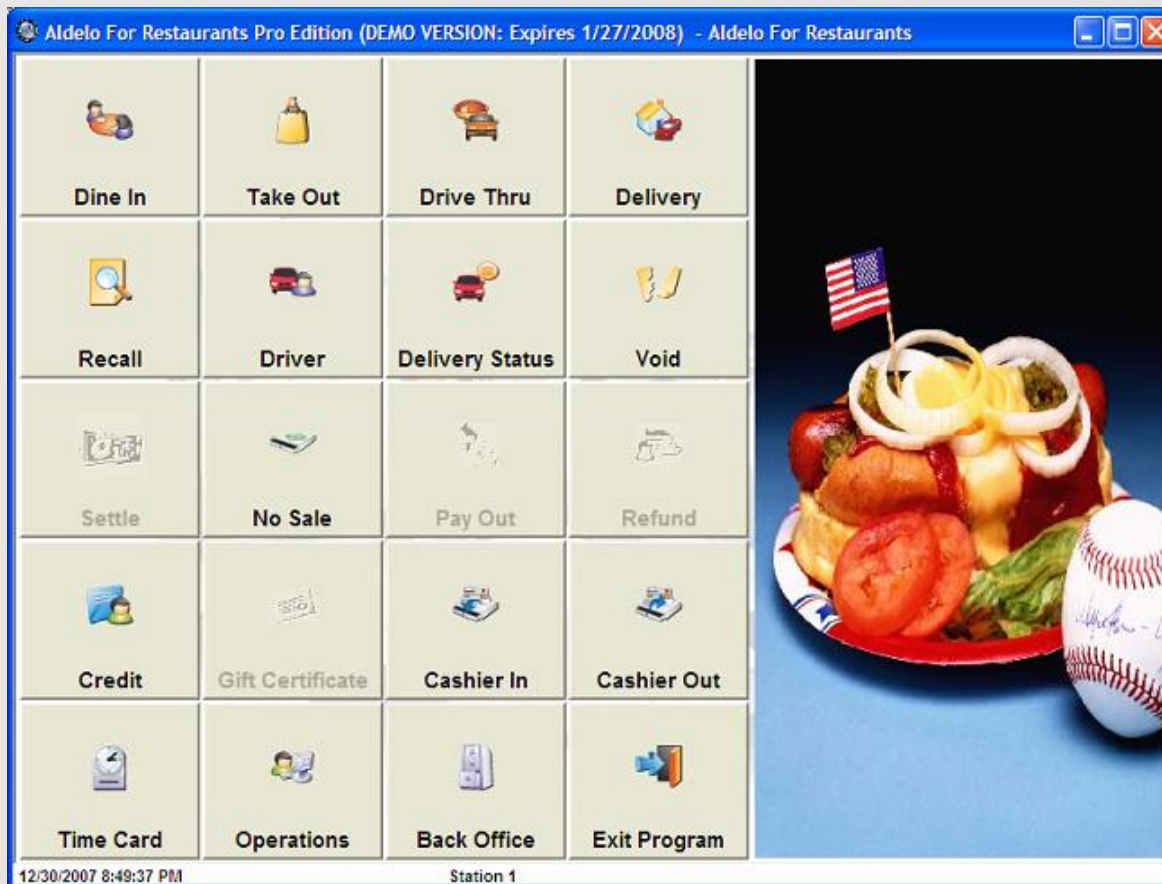 Aldelo For Restaurants Pro Edition (DEMO VERSION: Expires 1/27/2008) - Aldelo For Restaurants
Dine In
Take Out
Drive Thru
Delivery
Recall
Driver
Delivery Status
Void
Settle
No Sale
Pay Out
Refund
Credit
Gift Certificate
Cashier In
Cashier Out
Time Card
Operations
Back Office
Exit Program
12/30/2007 8:49:37 PM
Station 1